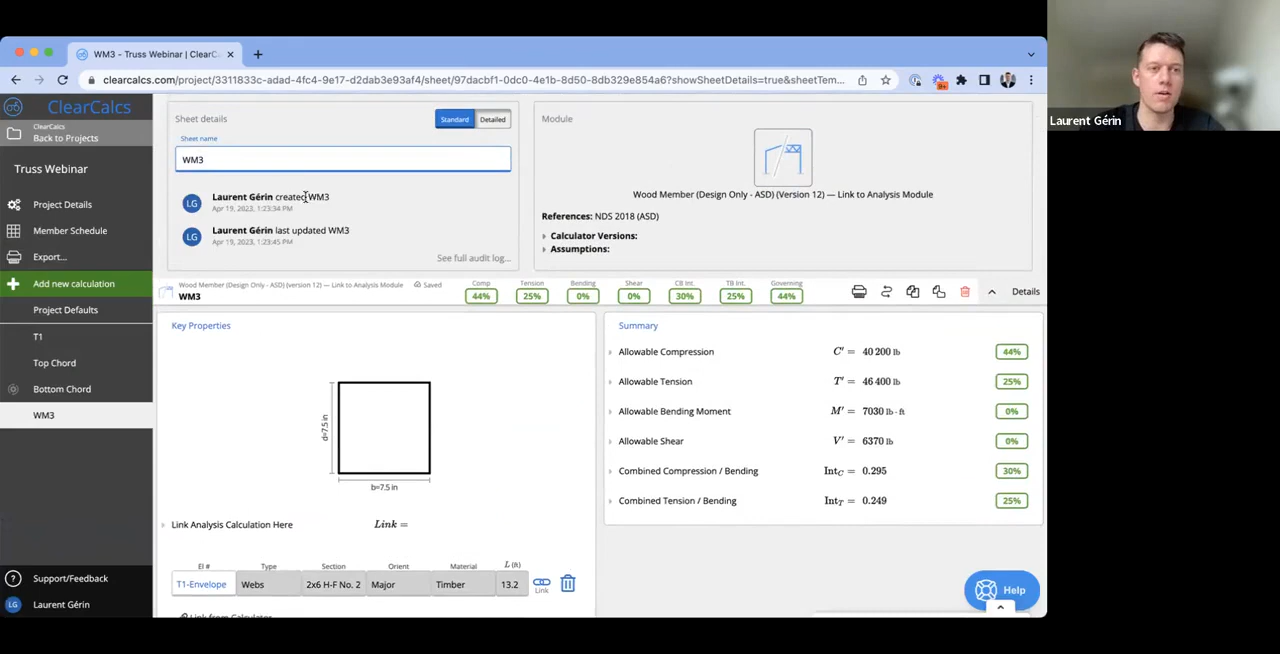 WM3 – Truss Webinar | ClearCa
clearcalcs.com/project/3311833c-adad-4fc4-9e17-d2dab3e93af4/sheet/97dacbf1-0dc0-4e1b-8d50-8db329e854a6?showSheetDetails=true&sheetTem...
9+
ClearCalcs
ClearCalcs
Back to Projects
Truss Webinar
Project Details
Member Schedule
Export...
Add new calculation
Project Defaults
T1
Top Chord
Bottom Chord
WM3
Support/Feedback
LG Laurent Gérin
Sheet details
Standard Detailed
Sheet name
WM3
LG Laurent Gérin created WM3
Apr 19, 2023, 1:23:34 PM
LG Laurent Gérin last updated WM3
Apr 19, 2023, 1:23:45 PM
See full audit log...
Module
Wood Member (Design Only - ASD) (Version 12) — Link to Analysis Module
References: NDS 2018 (ASD)
Calculator Versions:
Assumptions:
Wood Member (Design Only - ASD) (version 12) — Link to Analysis Module Saved
WM3
Comp Tension Bending Shear CB Int. TB Int. Governing
44% 25% 0% 0% 30% 25% 44%
Details
Key Properties
d=7.5 in
b=7.5 in
Link Analysis Calculation Here Link =
El # Type Section Orient Material L (ft)
T1-Envelope Webs 2x6 H-F No. 2 Major Timber 13.2 Link
Link from Calculator
Summary
Allowable Compression C′ = 40 200 lb 44%
Allowable Tension T′ = 46 400 lb 25%
Allowable Bending Moment M′ = 7030 lb · ft 0%
Allowable Shear V′ = 6370 lb 0%
Combined Compression / Bending IntC = 0.295 30%
Combined Tension / Bending IntT = 0.249 25%
Help
Laurent Gérin